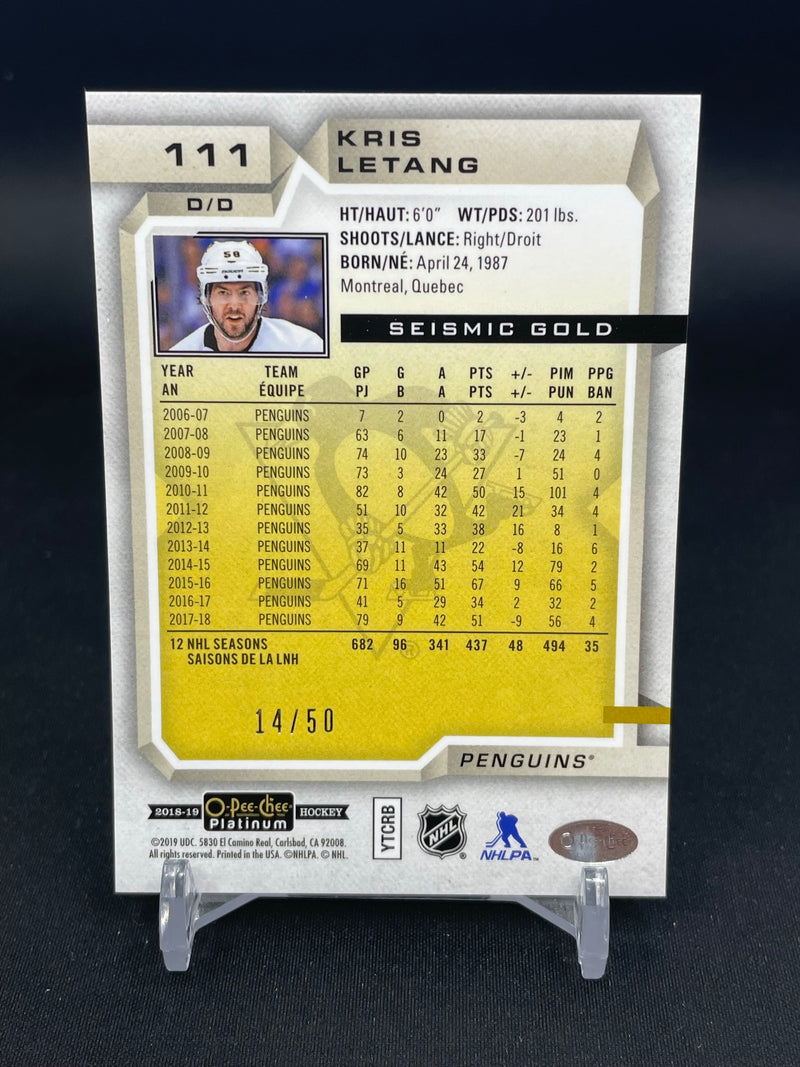 111
KRIS
LETANG
D/D
HT/HAUT: 6'0" WT/PDS: 201 lbs.
SHOOTS/LANCE: Right/Droit
BORN/NÉ: April 24, 1987
Montreal, Quebec
58
SEISMIC GOLD
YEAR TEAM GP G A PTS +/- PIM PPG
AN ÉQUIPE PJ B A PTS +/- PUN BAN
2006-07 PENGUINS 7 2 0 2 -3 4 2
2007-08 PENGUINS 63 6 11 17 -1 23 1
2008-09 PENGUINS 74 10 23 33 -7 24 4
2009-10 PENGUINS 73 3 24 27 1 51 0
2010-11 PENGUINS 82 8 42 50 15 101 4
2011-12 PENGUINS 51 10 32 42 21 34 4
2012-13 PENGUINS 35 5 33 38 16 8 1
2013-14 PENGUINS 37 11 11 22 -8 16 6
2014-15 PENGUINS 69 11 43 54 12 79 2
2015-16 PENGUINS 71 16 51 67 9 66 5
2016-17 PENGUINS 41 5 29 34 2 32 2
2017-18 PENGUINS 79 9 42 51 -9 56 4
12 NHL SEASONS 682 96 341 437 48 494 35
SAISONS DE LA LNH
®
14/50
PENGUINS®
2018-19 O-Pee-Chee® Platinum HOCKEY
©2019 UDC. 5830 El Camino Real, Carlsbad, CA 92008.
All rights reserved. Printed in the USA. ©NHLPA. © NHL.
YTCRB
NHL ®
NHLPA™
O-Pee-Chee